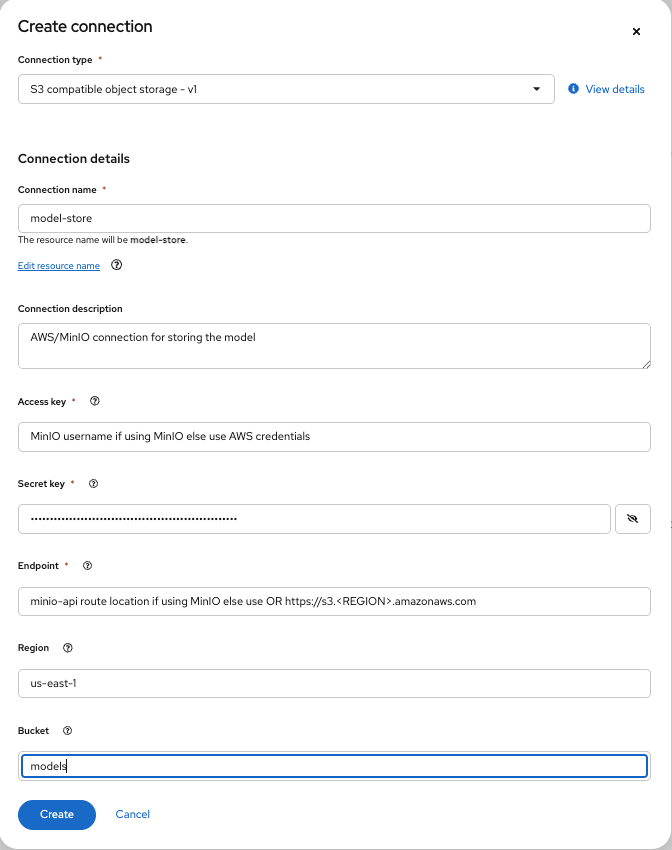 Create connection
Connection type *
S3 compatible object storage - v1
View details
Connection details
Connection name *
model-store
The resource name will be model-store.
Edit resource name
Connection description
AWS/MinIO connection for storing the model
Access key *
MinIO username if using MinIO else use AWS credentials
Secret key *
Endpoint *
minio-api route location if using MinIO else use OR https://s3.<REGION>.amazonaws.com
Region
us-east-1
Bucket
models
Create Cancel